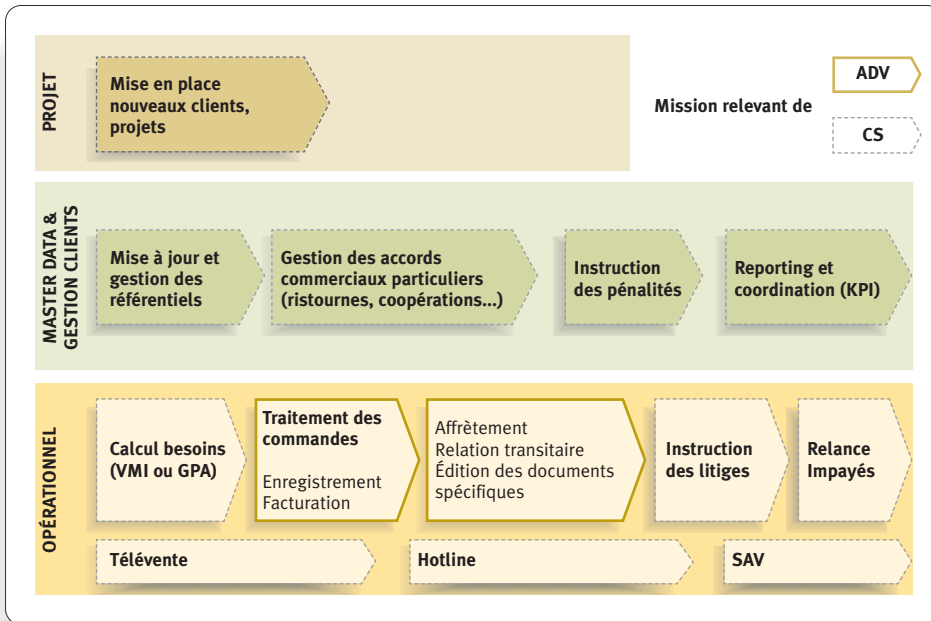 PROJET
Mise en place
nouveaux clients,
projets
Mission relevant de
ADV
CS
MASTER DATA &
GESTION CLIENTS
Mise à jour et
gestion des
référentiels
Gestion des accords
commerciaux particuliers
(ristournes, coopérations...)
Instruction
des pénalités
Reporting et
coordination (KPI)
OPÉRATIONNEL
Calcul besoins
(VMI ou GPA)
Traitement des
commandes
Enregistrement
Facturation
Affrètement
Relation transitaire
Édition des documents
spécifiques
Instruction
des litiges
Relance
Impayés
Télévente
Hotline
SAV